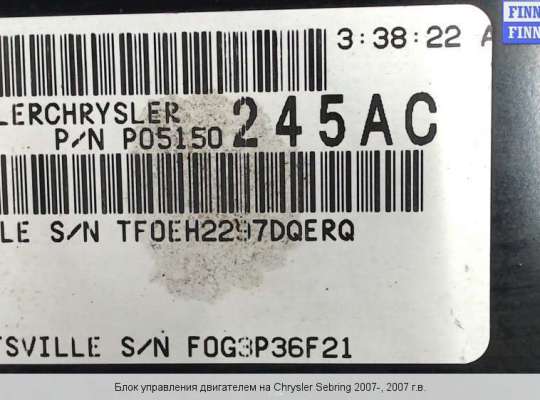 3:38:22 A
FINN
FINN
LERCHRYSLER
P/N P05150 245AC
LE S/N TF0EH2297DQERQ
TSVILLE S/N F0G3P36F21
Блок управления двигателем на Chrysler Sebring 2007-, 2007 г.в.